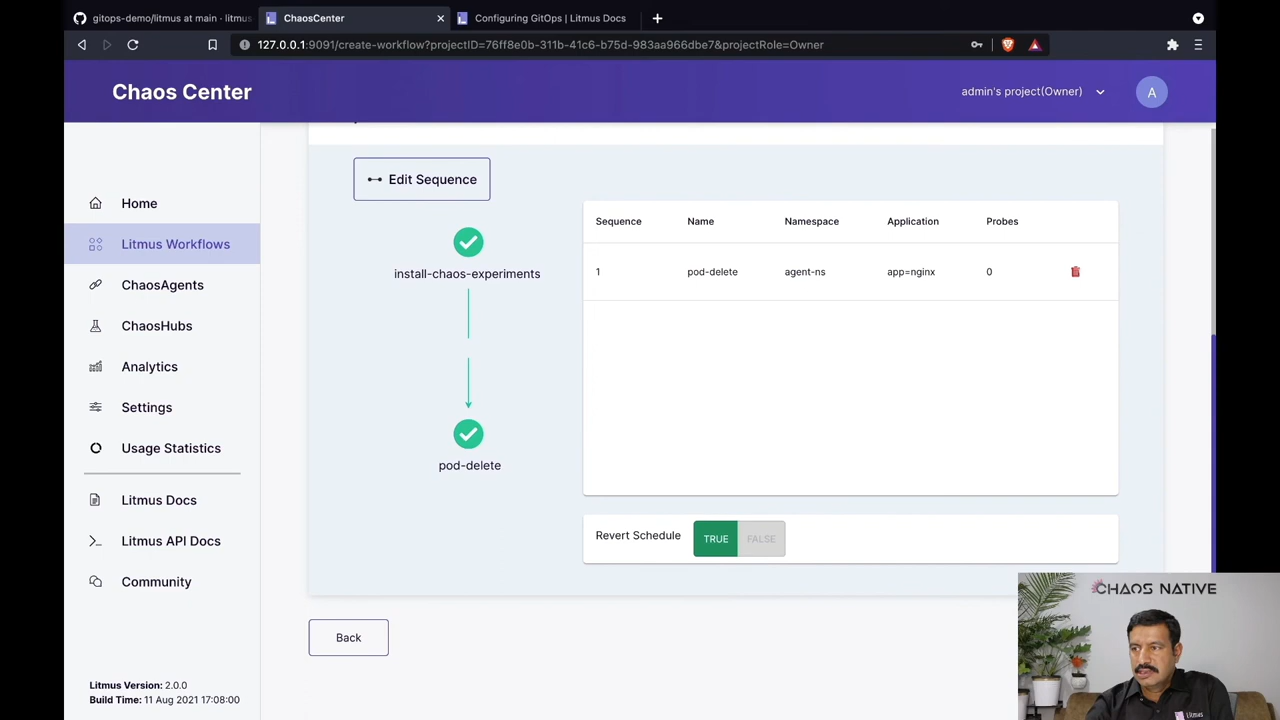 gitops-demo/litmus at main · litmus
ChaosCenter
Configuring GitOps | Litmus Docs
127.0.0.1:9091/create-workflow?projectID=76ff8e0b-311b-41c6-b75d-983aa966dbe7&projectRole=Owner
Chaos Center
admin's project(Owner)
A
Home
Litmus Workflows
ChaosAgents
ChaosHubs
Analytics
Settings
Usage Statistics
Litmus Docs
Litmus API Docs
Community
Litmus Version: 2.0.0
Build Time: 11 Aug 2021 17:08:00
Edit Sequence
install-chaos-experiments
pod-delete
Sequence Name Namespace Application Probes
1 pod-delete agent-ns app=nginx 0
Revert Schedule TRUE FALSE
Back
CHAOS NATIVE
Litmus